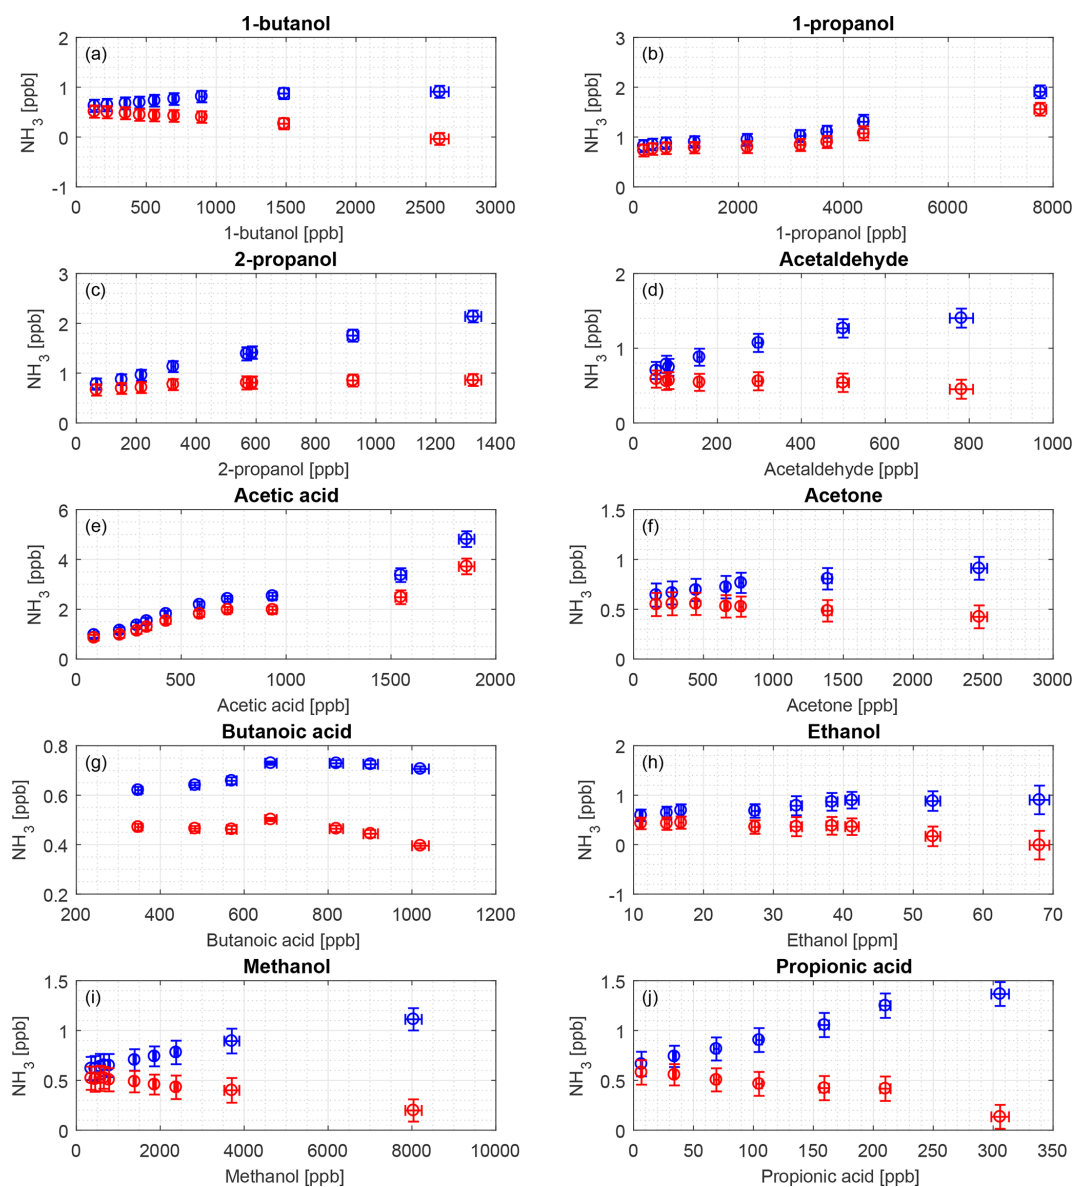 1-butanol
(a)
2
1
0
-1
NH3 [ppb]
0 500 1000 1500 2000 2500 3000
1-butanol [ppb]
1-propanol
(b)
3
2
1
0
NH3 [ppb]
0 2000 4000 6000 8000
1-propanol [ppb]
2-propanol
(c)
3
2
1
0
NH3 [ppb]
0 200 400 600 800 1000 1200 1400
2-propanol [ppb]
Acetaldehyde
(d)
2
1
0
NH3 [ppb]
0 200 400 600 800 1000
Acetaldehyde [ppb]
Acetic acid
(e)
6
4
2
0
NH3 [ppb]
0 500 1000 1500 2000
Acetic acid [ppb]
Acetone
(f)
1.5
1
0.5
0
NH3 [ppb]
0 500 1000 1500 2000 2500 3000
Acetone [ppb]
Butanoic acid
(g)
0.8
0.6
0.4
0.2
NH3 [ppb]
200 400 600 800 1000 1200
Butanoic acid [ppb]
Ethanol
(h)
2
1
0
-1
NH3 [ppb]
10 20 30 40 50 60 70
Ethanol [ppm]
Methanol
(i)
1.5
1
0.5
0
NH3 [ppb]
0 2000 4000 6000 8000 10000
Methanol [ppb]
Propionic acid
(j)
1.5
1
0.5
0
NH3 [ppb]
0 50 100 150 200 250 300 350
Propionic acid [ppb]